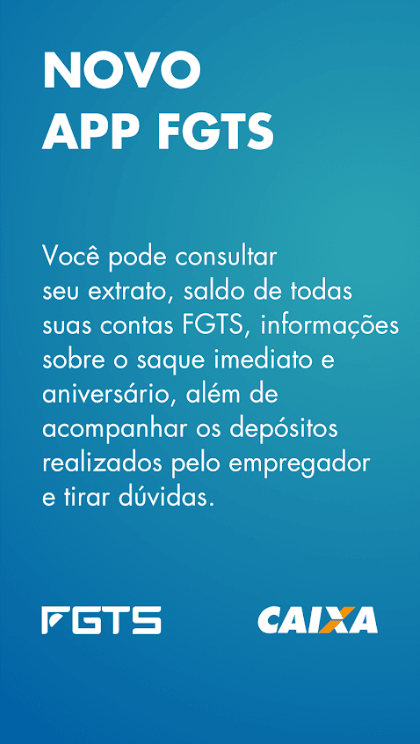 NOVO
APP FGTS
Você pode consultar
seu extrato, saldo de todas
suas contas FGTS, informações
sobre o saque imediato e
aniversário, além de
acompanhar os depósitos
realizados pelo empregador
e tirar dúvidas.
FGTS CAIXA